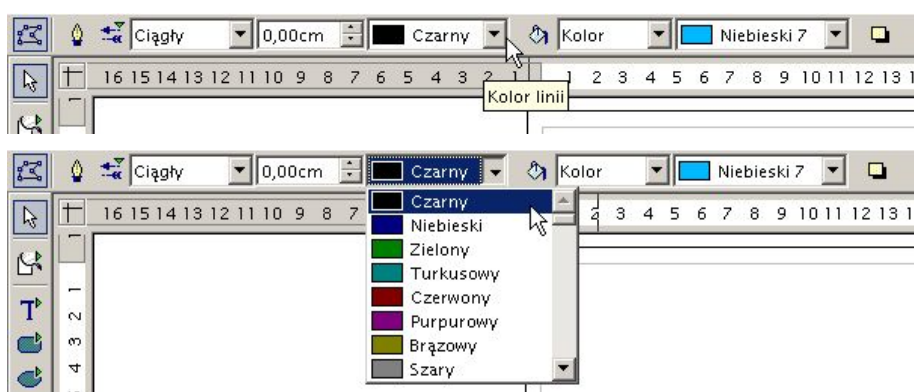 Ciągły 0,00cm Czarny Kolor Niebieski 7
16 15 14 13 12 11 10 9 8 7 6 5 4 3 2 1 1 2 3 4 5 6 7 8 9 10 11 12 13 1
Kolor linii
1
Ciągły 0,00cm Czarny Kolor Niebieski 7
16 15 14 13 12 11 10 9 8 7 2 3 4 5 6 7 8 9 10 11 12 13 1
Czarny
Niebieski
Zielony
Turkusowy
Czerwony
Purpurowy
Brązowy
Szary
1
T
1
2
3
4